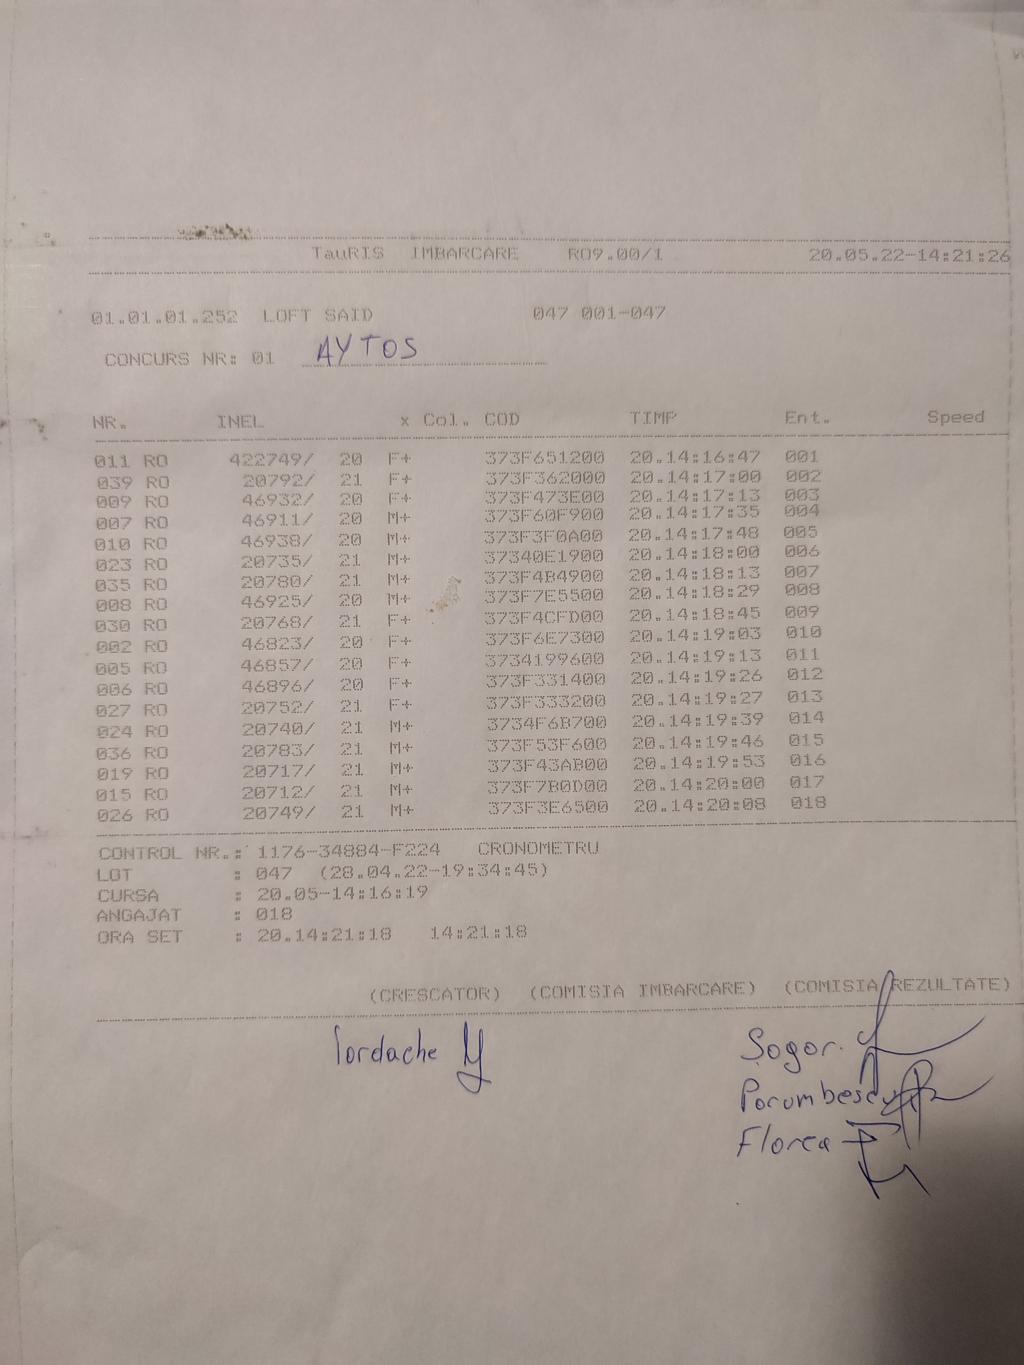 TauRIS IMBARCARE RO9.00/1 20.05.22-14:21:26
01.01.01.252 LOFT SAID 047 001-047
CONCURS NR: 01 AYTOS
NR. INEL x Col. COD TIMP Ent. Speed
011 RO 422749/ 20 F+ 373F651200 20.14:16:47 001
039 RO 20792/ 21 F+ 373F362000 20.14:17:00 002
009 RO 46932/ 20 F+ 373F473E00 20.14:17:13 003
007 RO 46911/ 20 M+ 373F60F900 20.14:17:35 004
010 RO 46938/ 20 M+ 373F3F0A00 20.14:17:48 005
023 RO 20735/ 21 M+ 37340E1900 20.14:18:00 006
035 RO 20780/ 21 M+ 373F4B4900 20.14:18:13 007
008 RO 46925/ 20 M+ 373F7E5500 20.14:18:29 008
030 RO 20768/ 21 F+ 373F4CFD00 20.14:18:45 009
002 RO 46823/ 20 F+ 373F6E7300 20.14:19:03 010
005 RO 46857/ 20 F+ 3734199600 20.14:19:13 011
006 RO 46896/ 20 F+ 373F331400 20.14:19:26 012
027 RO 20752/ 21 F+ 373F333200 20.14:19:27 013
024 RO 20740/ 21 M+ 3734F6B700 20.14:19:39 014
036 RO 20783/ 21 M+ 373F53F600 20.14:19:46 015
019 RO 20717/ 21 M+ 373F43AB00 20.14:19:53 016
015 RO 20712/ 21 M+ 373F7B0D00 20.14:20:00 017
026 RO 20749/ 21 M+ 373F3E6500 20.14:20:08 018
CONTROL NR.: 1176-34884-F224 CRONOMETRU
LOT : 047 (28.04.22-19:34:45)
CURSA : 20.05-14:16:19
ANGAJAT : 018
ORA SET : 20.14:21:18 14:21:18
(CRESCATOR) (COMISIA IMBARCARE) (COMISIA REZULTATE)
Iordache
Șogor.
Porumbescu
Florea